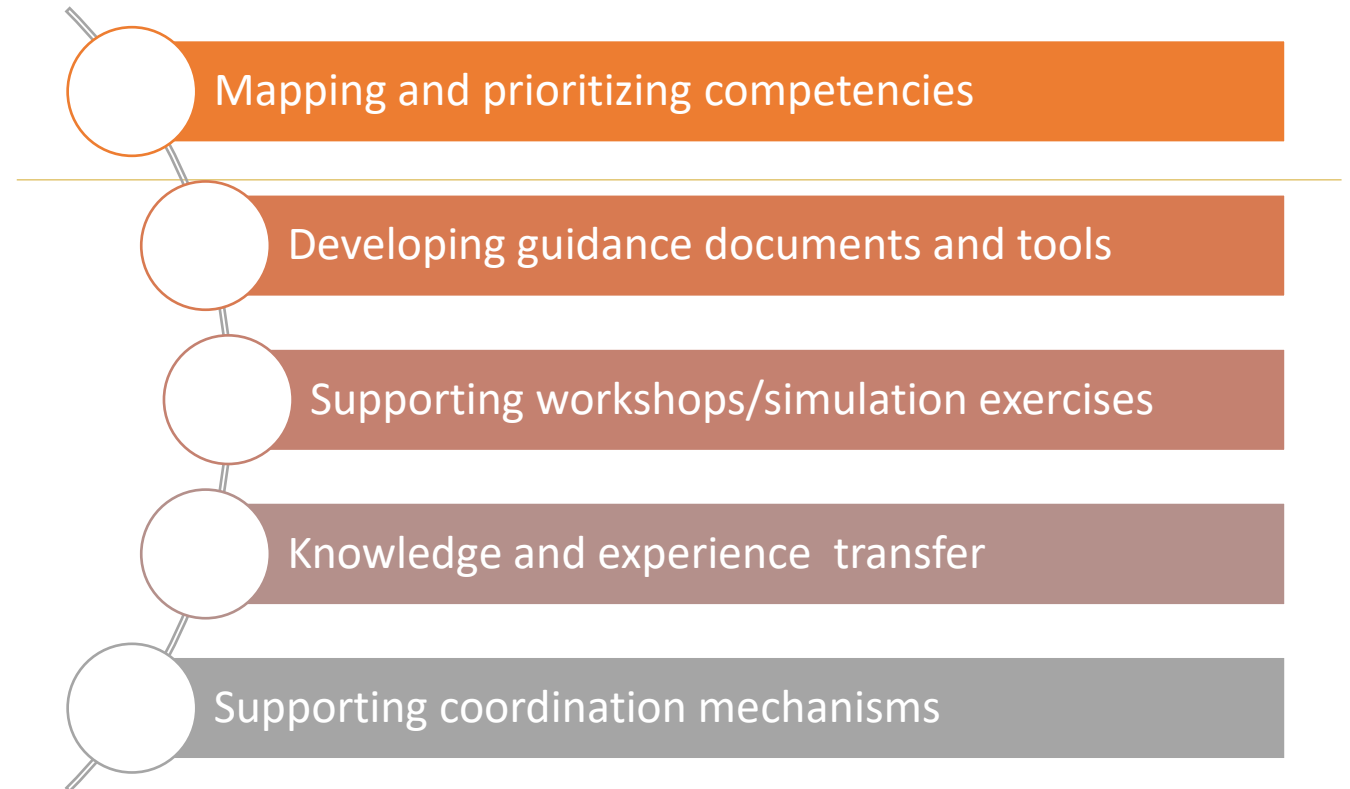 Mapping and prioritizing competencies
Developing guidance documents and tools
Supporting workshops/simulation exercises
Knowledge and experience  transfer
Supporting coordination mechanisms